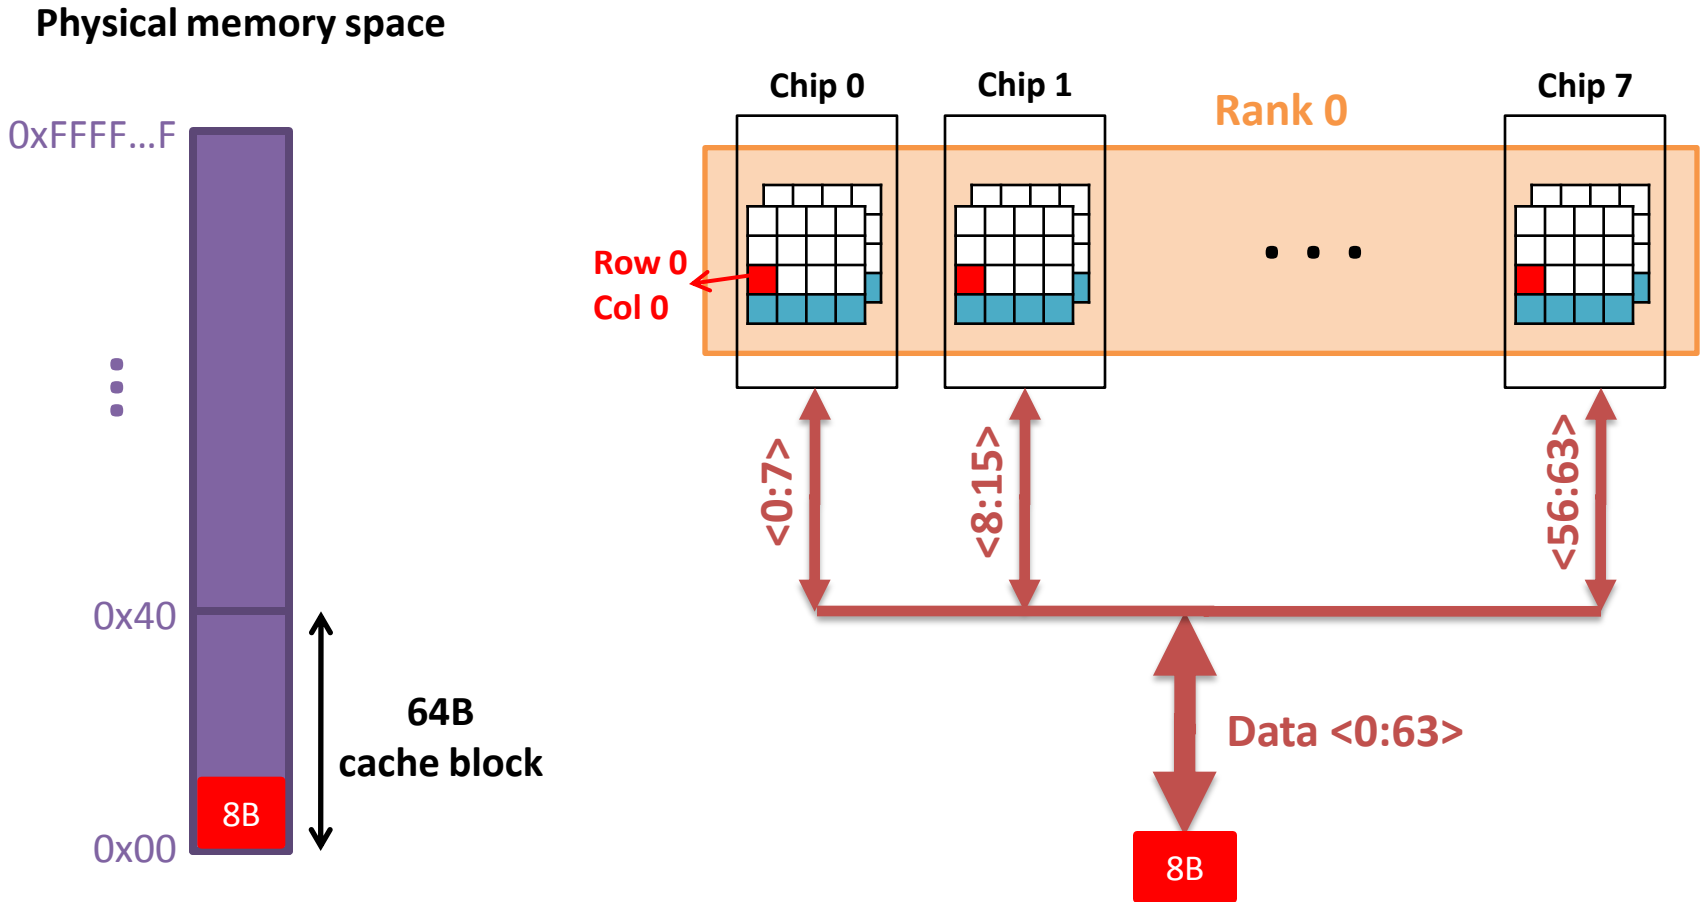 Physical memory space
0xFFFF...F
0x40
64B
cache block
8B
0x00
Chip 0
Chip 1
Rank 0
Chip 7
Row 0
Col 0
. . .
<0:7>
<8:15>
<56:63>
Data <0:63>
8B